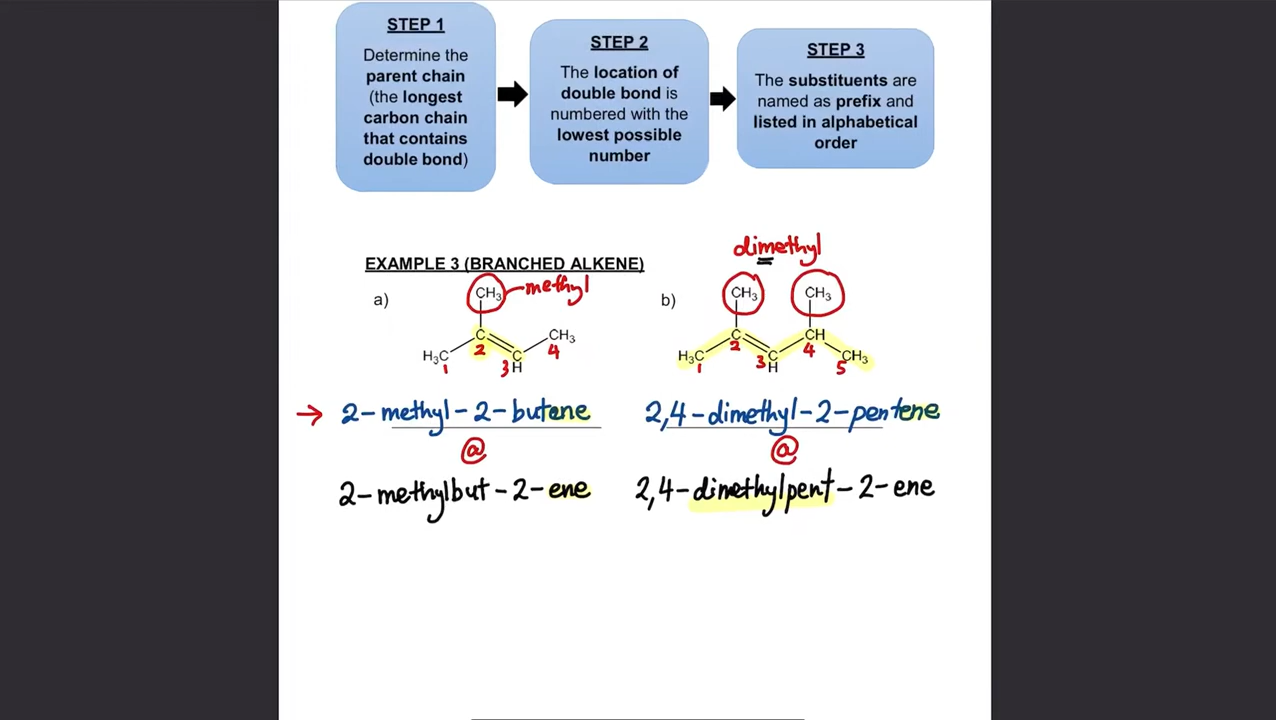 STEP 1
Determine the
parent chain
(the longest
carbon chain
that contains
double bond)
STEP 2
The location of
double bond is
numbered with the
lowest possible
number
STEP 3
The substituents are
named as prefix and
listed in alphabetical
order
EXAMPLE 3 (BRANCHED ALKENE)
a)
CH3
methyl
C
CH3
H3C
C
H
1
2
3
4
2-methyl-2-butene
@
2-methylbut-2-ene
b)
dimethyl
CH3
CH3
C
CH
H3C
C
H
CH3
1
2
3
4
5
2,4-dimethyl-2-pentene
@
2,4-dimethylpent-2-ene